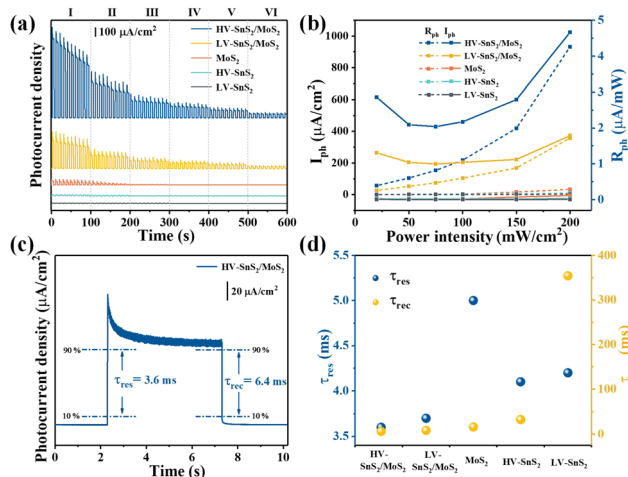 (a)
I II III IV V VI
100 μA/cm²
HV-SnS₂/MoS₂
LV-SnS₂/MoS₂
MoS₂
HV-SnS₂
LV-SnS₂
Photocurrent density
0 100 200 300 400 500 600
Time (s)
(b)
R_ph I_ph
HV-SnS₂/MoS₂
LV-SnS₂/MoS₂
MoS₂
HV-SnS₂
LV-SnS₂
I_ph (μA/cm²)
1000
800
600
400
200
0
R_ph (μA/mW)
5
4
3
2
1
0
0 50 100 150 200
Power intensity (mW/cm²)
(c)
HV-SnS₂/MoS₂
20 μA/cm²
Photocurrent density (μA/cm²)
90% 90%
τres = 3.6 ms τrec = 6.4 ms
10% 10%
0 2 4 6 8 10
Time (s)
(d)
τres
τrec
τres (ms)
5.5
5.0
4.5
4.0
3.5
τ (ms)
400
300
200
100
0
HV-SnS₂/MoS₂
LV-SnS₂/MoS₂
MoS₂
HV-SnS₂
LV-SnS₂